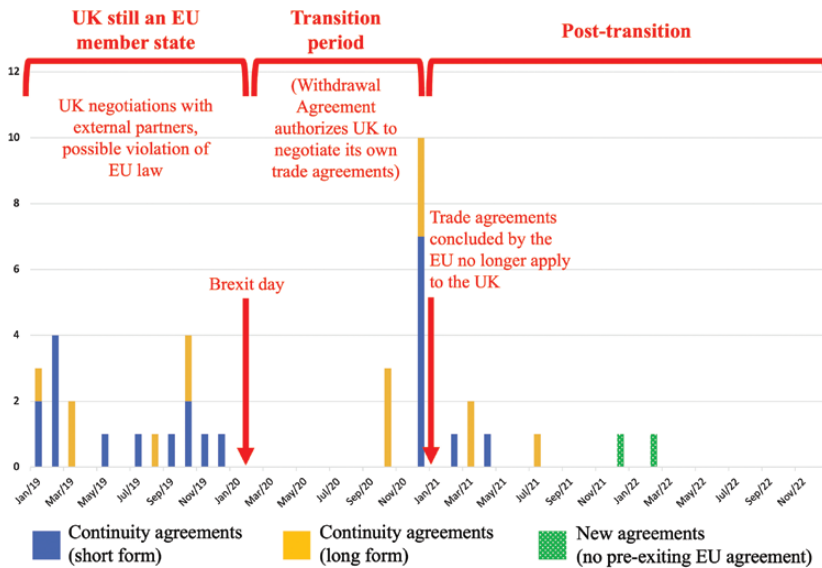 UK still an EU
member state
Transition
period
Post-transition
UK negotiations with
external partners,
possible violation of
EU law
(Withdrawal
Agreement
authorizes UK to
negotiate its own
trade agreements)
Trade agreements
concluded by the
EU no longer apply
to the UK
Brexit day
12
10
8
6
4
2
0
Jan/19
Mar/19
May/19
Jul/19
Sep/19
Nov/19
Jan/20
Mar/20
May/20
Jul/20
Sep/20
Nov/20
Jan/21
Mar/21
May/21
Jul/21
Sep/21
Nov/21
Jan/22
Mar/22
May/22
Jul/22
Sep/22
Nov/22
Continuity agreements
(short form)
Continuity agreements
(long form)
New agreements
(no pre-exiting EU agreement)